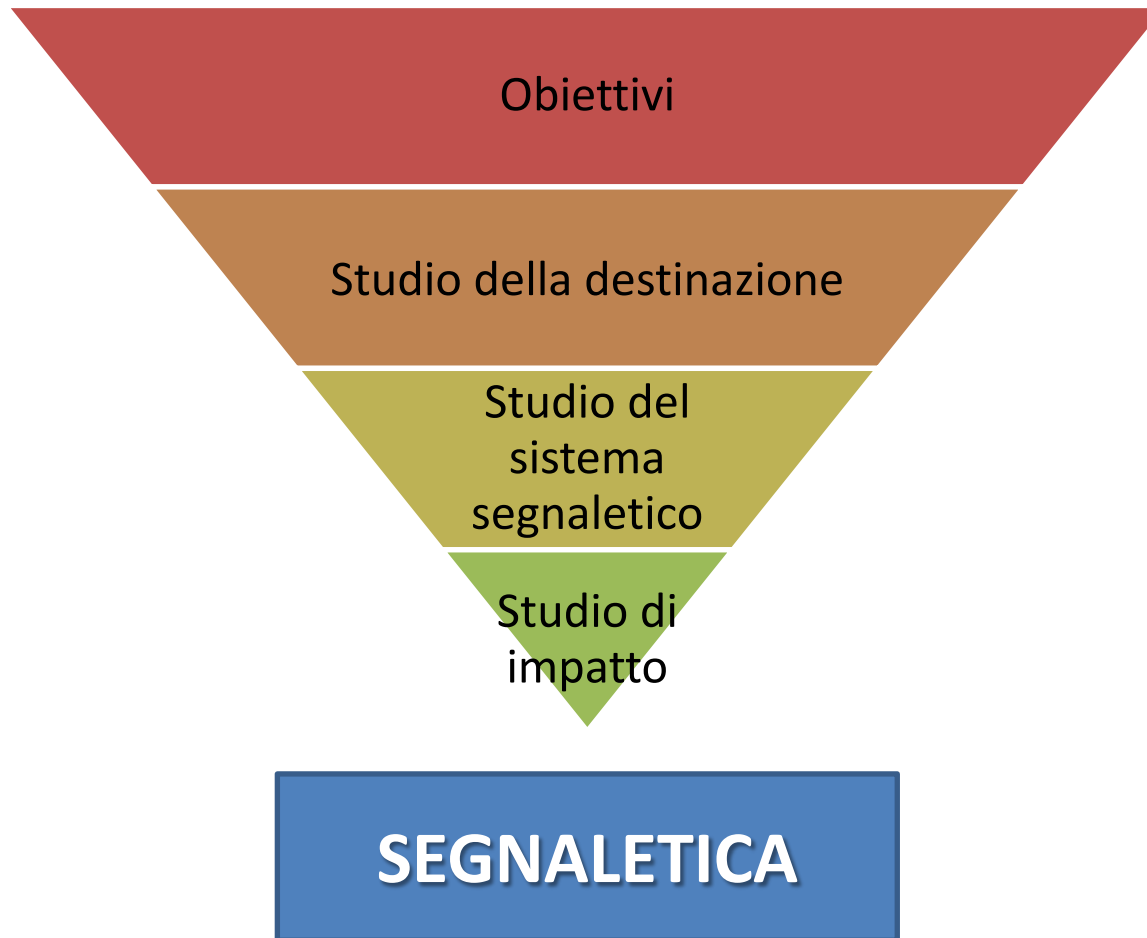 Obiettivi
Studio della destinazione
Studio del
sistema
segnaletico
Studio di
impatto
SEGNALETICA